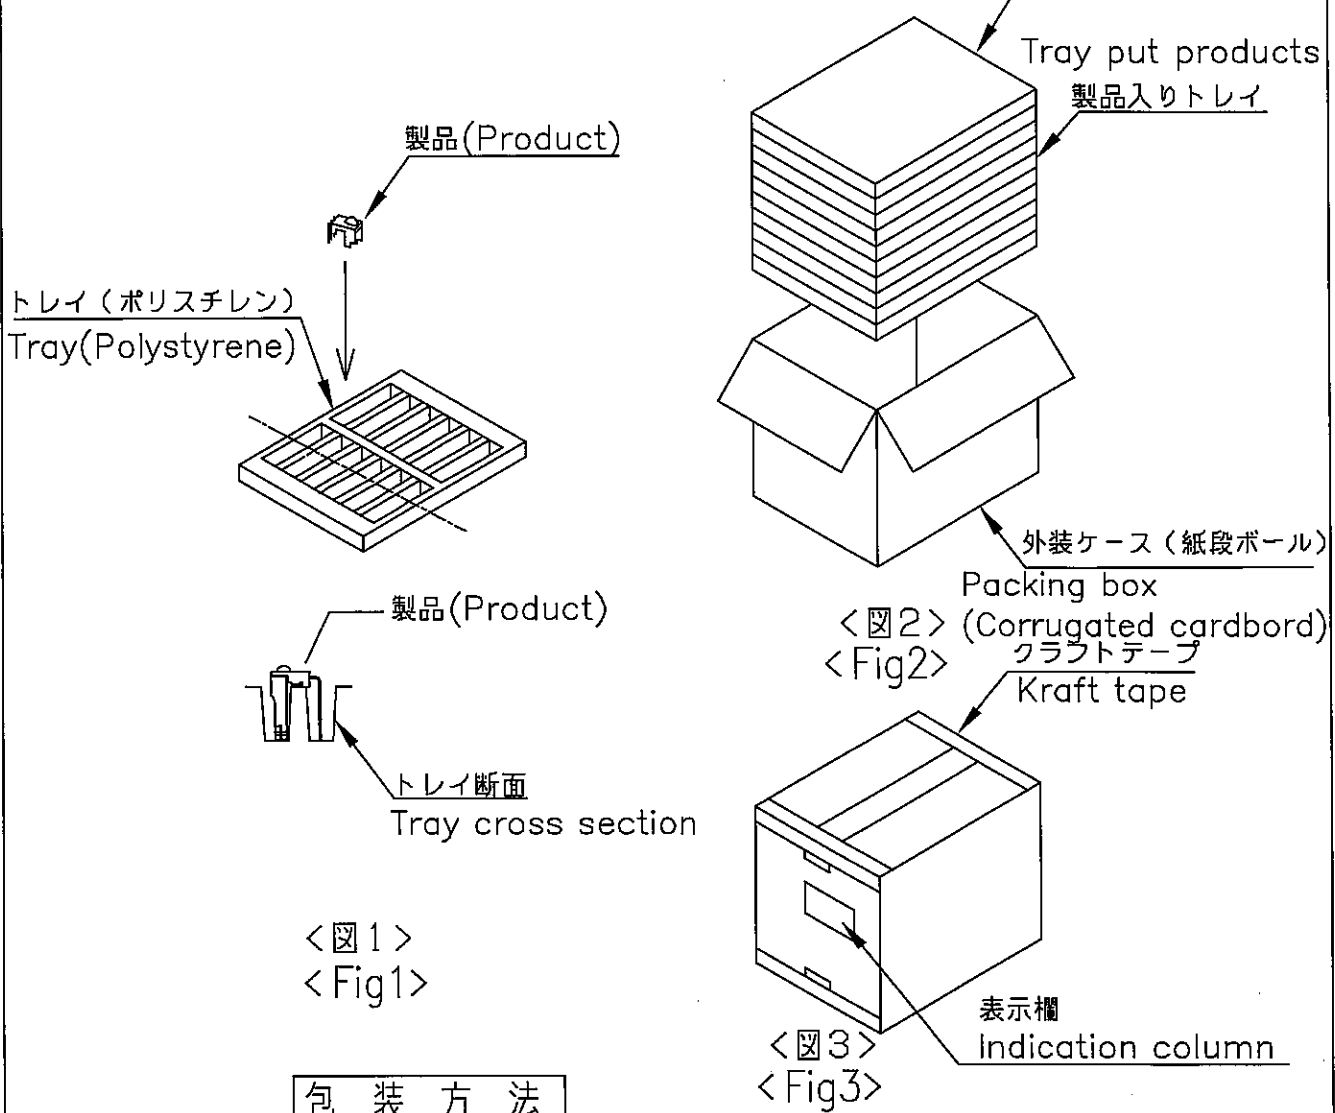 製品(Product)
トレイ（ポリスチレン）
Tray(Polystyrene)
製品(Product)
トレイ断面
Tray cross section
<図1>
<Fig1>
Tray put products
製品入りトレイ
外装ケース（紙段ボール）
Packing box
(Corrugated cardbord)
<図2>
<Fig2>
クラフトテープ
Kraft tape
表示欄
Indication column
<図3>
<Fig3>
包装方法